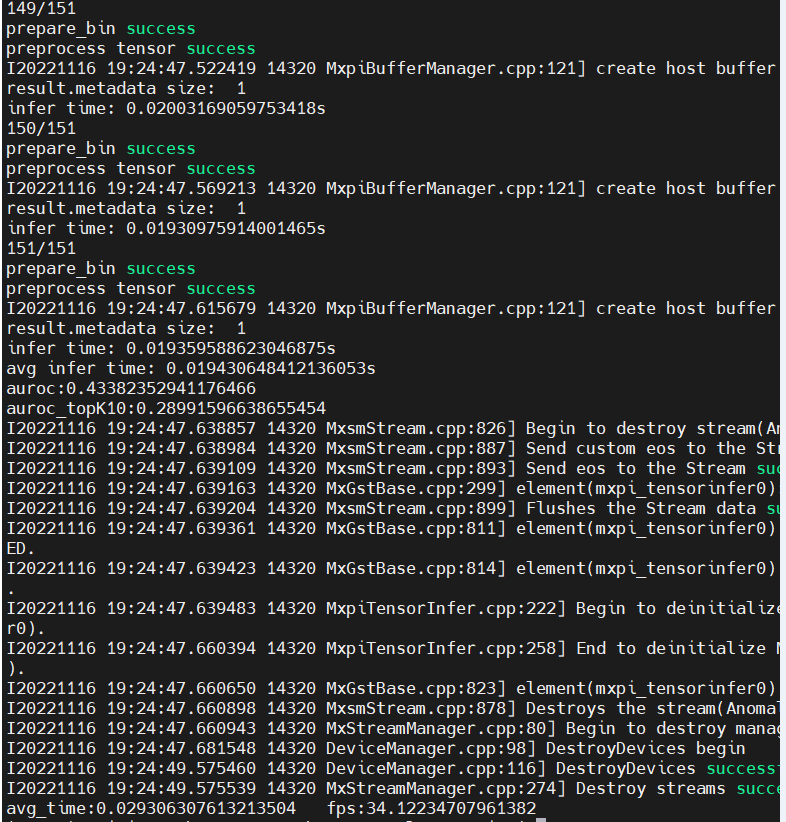 149/151
prepare_bin success
preprocess tensor success
I20221116 19:24:47.522419 14320 MxpiBufferManager.cpp:121] create host buffer
result.metadata size:  1
infer time: 0.02003169059753418s
150/151
prepare_bin success
preprocess tensor success
I20221116 19:24:47.569213 14320 MxpiBufferManager.cpp:121] create host buffer
result.metadata size:  1
infer time: 0.01930975914001465s
151/151
prepare_bin success
preprocess tensor success
I20221116 19:24:47.615679 14320 MxpiBufferManager.cpp:121] create host buffer
result.metadata size:  1
infer time: 0.019359588623046875s
avg infer time: 0.019430648412136053s
auroc:0.43382352941176466
auroc_topK10:0.28991596638655454
I20221116 19:24:47.638857 14320 MxsmStream.cpp:826] Begin to destroy stream(An
I20221116 19:24:47.638984 14320 MxsmStream.cpp:887] Send custom eos to the Str
I20221116 19:24:47.639109 14320 MxsmStream.cpp:893] Send eos to the Stream suc
I20221116 19:24:47.639163 14320 MxGstBase.cpp:299] element(mxpi_tensorinfer0)
I20221116 19:24:47.639204 14320 MxsmStream.cpp:899] Flushes the Stream data su
I20221116 19:24:47.639361 14320 MxGstBase.cpp:811] element(mxpi_tensorinfer0)
ED.
I20221116 19:24:47.639423 14320 MxGstBase.cpp:814] element(mxpi_tensorinfer0)
.
I20221116 19:24:47.639483 14320 MxpiTensorInfer.cpp:222] Begin to deinitialize
r0).
I20221116 19:24:47.660394 14320 MxpiTensorInfer.cpp:258] End to deinitialize M
).
I20221116 19:24:47.660650 14320 MxGstBase.cpp:823] element(mxpi_tensorinfer0)
I20221116 19:24:47.660898 14320 MxsmStream.cpp:878] Destroys the stream(Anomal
I20221116 19:24:47.660943 14320 MxStreamManager.cpp:80] Begin to destroy manag
I20221116 19:24:47.681548 14320 DeviceManager.cpp:98] DestroyDevices begin
I20221116 19:24:49.575460 14320 DeviceManager.cpp:116] DestroyDevices success
I20221116 19:24:49.575539 14320 MxStreamManager.cpp:274] Destroy streams succe
avg_time:0.029306307613213504   fps:34.12234707961382